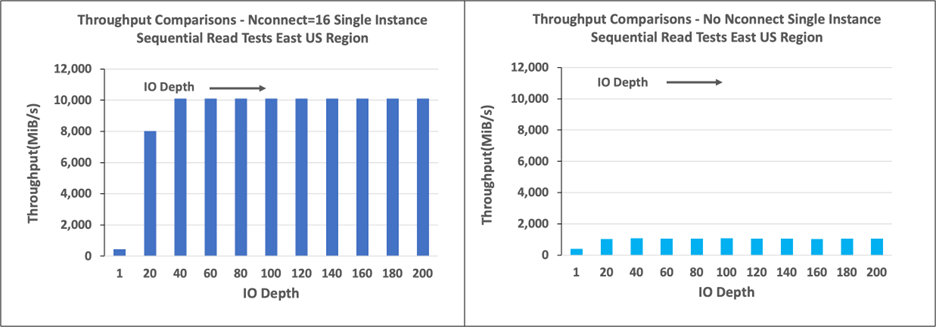 Throughput Comparisons - Nconnect=16 Single Instance
Sequential Read Tests East US Region
12,000
10,000
8,000
6,000
4,000
2,000
0
Throughput(MiB/s)
IO Depth
1 20 40 60 80 100 120 140 160 180 200
IO Depth
Throughput Comparisons - No Nconnect Single Instance
Sequential Read Tests East US Region
12,000
10,000
8,000
6,000
4,000
2,000
0
Throughput(MiB/s)
IO Depth
1 20 40 60 80 100 120 140 160 180 200
IO Depth